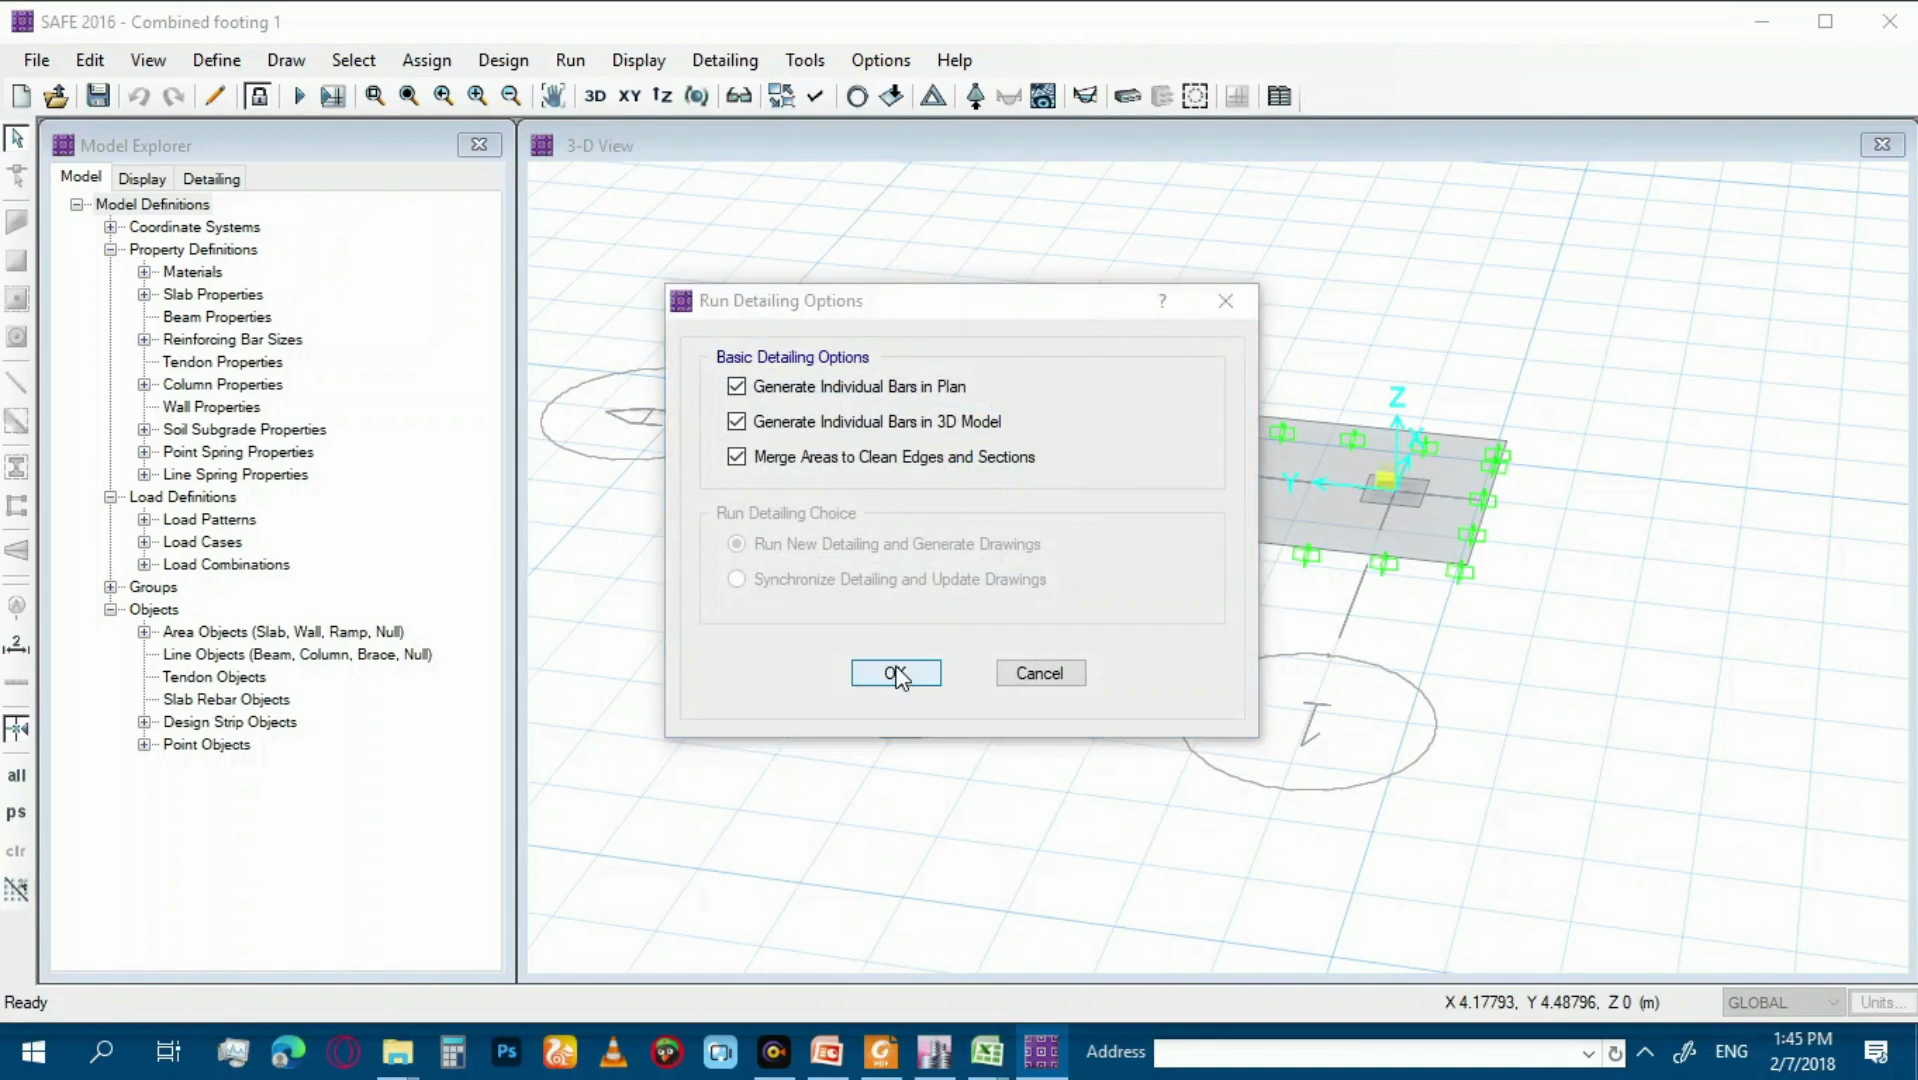 SAFE 2016 - Combined footing 1
File Edit View Define Draw Select Assign Design Run Display Detailing Tools Options Help
3D XY
Model Explorer
3-D View
Model Display Detailing
Model Definitions
Coordinate Systems
Property Definitions
Materials
Slab Properties
Beam Properties
Reinforcing Bar Sizes
Tendon Properties
Column Properties
Wall Properties
Soil Subgrade Properties
Point Spring Properties
Line Spring Properties
Load Definitions
Load Patterns
Load Cases
Load Combinations
Groups
Objects
Area Objects (Slab, Wall, Ramp, Null)
Line Objects (Beam, Column, Brace, Null)
Tendon Objects
Slab Rebar Objects
Design Strip Objects
Point Objects
all
ps
clr
Run Detailing Options
?
Basic Detailing Options
Generate Individual Bars in Plan
Generate Individual Bars in 3D Model
Merge Areas to Clean Edges and Sections
Run Detailing Choice
Run New Detailing and Generate Drawings
Synchronize Detailing and Update Drawings
OK Cancel
Z
X
Y
1
Ready
X 4.17793, Y 4.48796, Z 0 (m)
GLOBAL
Units...
Ps
Address
ENG
1:45 PM
2/7/2018